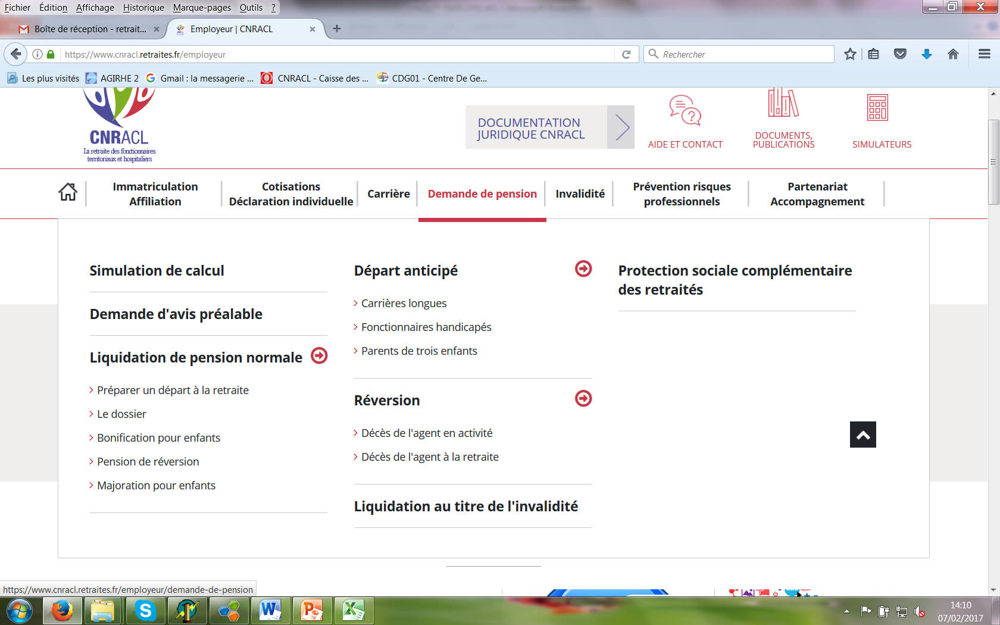 Fichier Édition Affichage Historique Marque-pages Outils ?
Boîte de réception - retrait... × Employeur | CNRACL × +
https://www.cnracl.retraites.fr/employeur
Rechercher
Les plus visités AGIRHE 2 Gmail : la messagerie ... CNRACL - Caisse des ... CDG01 - Centre De Ge...
CNRACL
La retraite des fonctionnaires
territoriaux et hospitaliers
DOCUMENTATION
JURIDIQUE CNRACL
AIDE ET CONTACT
DOCUMENTS,
PUBLICATIONS
SIMULATEURS
Immatriculation
Affiliation
Cotisations
Déclaration individuelle
Carrière
Demande de pension
Invalidité
Prévention risques
professionnels
Partenariat
Accompagnement
Simulation de calcul
Demande d'avis préalable
Liquidation de pension normale
Préparer un départ à la retraite
Le dossier
Bonification pour enfants
Pension de réversion
Majoration pour enfants
Départ anticipé
Carrières longues
Fonctionnaires handicapés
Parents de trois enfants
Réversion
Décès de l'agent en activité
Décès de l'agent à la retraite
Liquidation au titre de l'invalidité
Protection sociale complémentaire
des retraités
https://www.cnracl.retraites.fr/employeur/demande-de-pension
14:10
07/02/2017